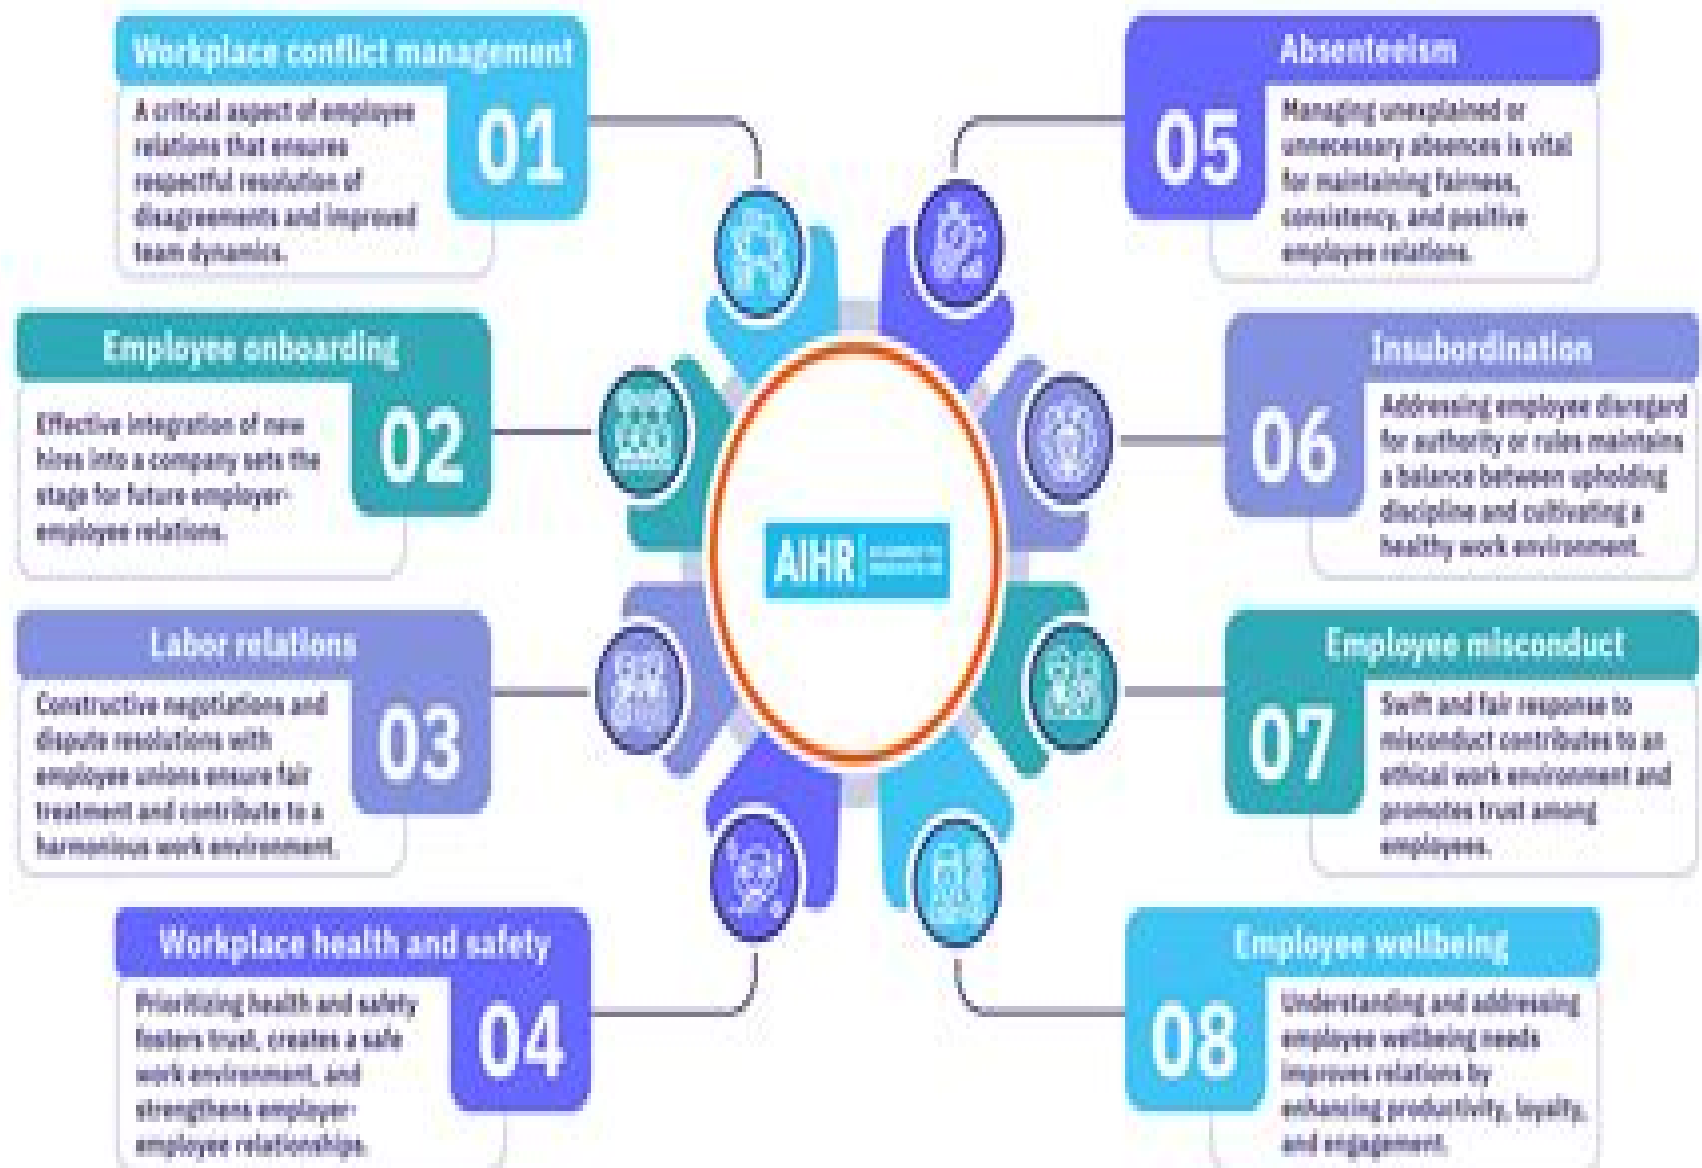 Workplace conflict management
01
A critical aspect of employee
relations that ensures
respectful resolution of
disagreements and improved
team dynamics.
Employee onboarding
02
Effective integration of new
hires into a company sets the
stage for future employer-
employee relations.
Labor relations
03
Constructive negotiations and
dispute resolutions with
employee unions ensure fair
treatment and contribute to a
harmonious work environment.
Workplace health and safety
04
Prioritizing health and safety
fosters trust, creates a safe
work environment, and
strengthens employer-
employee relationships.
AIHR
Absenteeism
05
Managing unexplained or
unnecessary absences is vital
for maintaining fairness,
consistency, and positive
employee relations.
Insubordination
06
Addressing employee disregard
for authority or rules maintains
a balance between upholding
discipline and cultivating a
healthy work environment.
Employee misconduct
07
Swift and fair response to
misconduct contributes to an
ethical work environment and
promotes trust among
employees.
Employee wellbeing
08
Understanding and addressing
employee wellbeing needs
improves relations by
enhancing productivity, loyalty,
and engagement.